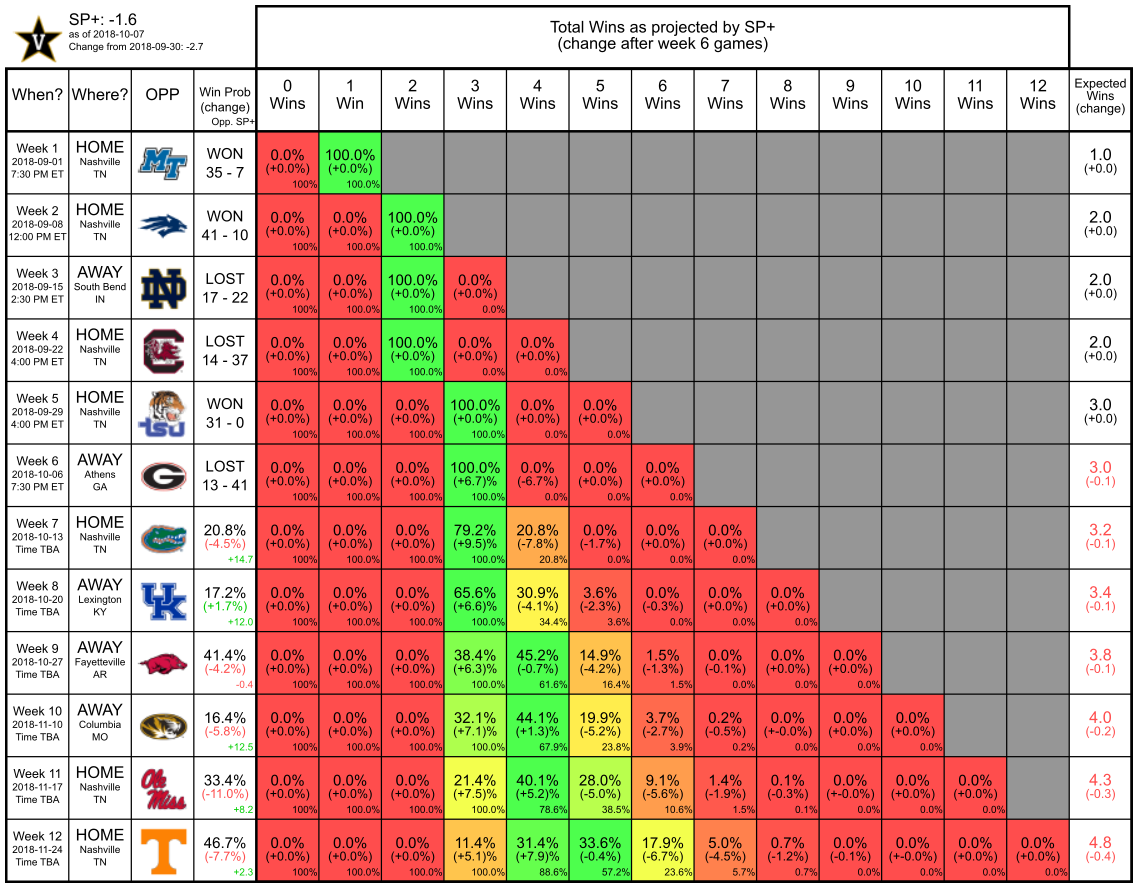 SP+: -1.6
as of 2018-10-07
Change from 2018-09-30: -2.7
V
Total Wins as projected by SP+
(change after week 6 games)
When? Where? OPP Win Prob (change) Opp. SP+ 0 Wins 1 Win 2 Wins 3 Wins 4 Wins 5 Wins 6 Wins 7 Wins 8 Wins 9 Wins 10 Wins 11 Wins 12 Wins Expected Wins (change)
Week 1 HOME MT WON 0.0% 100.0% 1.0
2018-09-01 Nashville 35 - 7 (+0.0%) (+0.0%) (+0.0)
7:30 PM ET TN 100% 100.0%
Week 2 HOME WON 0.0% 0.0% 100.0% 2.0
2018-09-08 Nashville 41 - 10 (+0.0%) (+0.0%) (+0.0%) (+0.0)
12:00 PM ET TN 100% 100.0% 100.0%
Week 3 AWAY ND LOST 0.0% 0.0% 100.0% 0.0% 2.0
2018-09-15 South Bend 17 - 22 (+0.0%) (+0.0%) (+0.0%) (+0.0%) (+0.0)
2:30 PM ET IN 100% 100.0% 100.0% 0.0%
Week 4 HOME C LOST 0.0% 0.0% 100.0% 0.0% 0.0% 2.0
2018-09-22 Nashville 14 - 37 (+0.0%) (+0.0%) (+0.0%) (+0.0%) (+0.0%) (+0.0)
4:00 PM ET TN 100% 100.0% 100.0% 0.0% 0.0%
Week 5 HOME TSU WON 0.0% 0.0% 0.0% 100.0% 0.0% 0.0% 3.0
2018-09-29 Nashville 31 - 0 (+0.0%) (+0.0%) (+0.0%) (+0.0%) (+0.0%) (+0.0%) (+0.0)
4:00 PM ET TN 100% 100.0% 100.0% 100.0% 0.0% 0.0%
Week 6 AWAY G LOST 0.0% 0.0% 0.0% 100.0% 0.0% 0.0% 0.0% 3.0
2018-10-06 Athens 13 - 41 (+0.0%) (+0.0%) (+0.0%) (+6.7)% (-6.7%) (+0.0%) (+0.0%) (-0.1)
7:30 PM ET GA 100% 100.0% 100.0% 100.0% 0.0% 0.0% 0.0%
Week 7 HOME 20.8% 0.0% 0.0% 0.0% 79.2% 20.8% 0.0% 0.0% 0.0% 3.2
2018-10-13 Nashville (-4.5%) (+0.0%) (+0.0%) (+0.0%) (+9.5)% (-7.8%) (-1.7%) (+0.0%) (+0.0%) (-0.1)
Time TBA TN +14.7 100% 100.0% 100.0% 100.0% 20.8% 0.0% 0.0% 0.0%
Week 8 AWAY UK 17.2% 0.0% 0.0% 0.0% 65.6% 30.9% 3.6% 0.0% 0.0% 0.0% 3.4
2018-10-20 Lexington (+1.7%) (+0.0%) (+0.0%) (+0.0%) (+6.6)% (-4.1%) (-2.3%) (-0.3%) (+0.0%) (+0.0%) (-0.1)
Time TBA KY +12.0 100% 100.0% 100.0% 100.0% 34.4% 3.6% 0.0% 0.0% 0.0%
Week 9 AWAY 41.4% 0.0% 0.0% 0.0% 38.4% 45.2% 14.9% 1.5% 0.0% 0.0% 0.0% 3.8
2018-10-27 Fayetteville (-4.2%) (+0.0%) (+0.0%) (+0.0%) (+6.3)% (-0.7%) (-4.2%) (-1.3%) (-0.1%) (+0.0%) (+0.0%) (-0.1)
Time TBA AR -0.4 100% 100.0% 100.0% 100.0% 61.6% 16.4% 1.5% 0.0% 0.0% 0.0%
Week 10 AWAY 16.4% 0.0% 0.0% 0.0% 32.1% 44.1% 19.9% 3.7% 0.2% 0.0% 0.0% 0.0% 4.0
2018-11-10 Columbia (-5.8%) (+0.0%) (+0.0%) (+0.0%) (+7.1)% (+1.3)% (-5.2%) (-2.7%) (-0.5%) (+-0.0%) (+0.0%) (+0.0%) (-0.2)
Time TBA MO +12.5 100% 100.0% 100.0% 100.0% 67.9% 23.8% 3.9% 0.2% 0.0% 0.0% 0.0%
Week 11 HOME Ole Miss 33.4% 0.0% 0.0% 0.0% 21.4% 40.1% 28.0% 9.1% 1.4% 0.1% 0.0% 0.0% 0.0% 4.3
2018-11-17 Nashville (-11.0%) (+0.0%) (+0.0%) (+0.0%) (+7.5)% (+5.2)% (-5.0%) (-5.6%) (-1.9%) (-0.3%) (+-0.0%) (+0.0%) (+0.0%) (-0.3)
Time TBA TN +8.2 100% 100.0% 100.0% 100.0% 78.6% 38.5% 10.6% 1.5% 0.1% 0.0% 0.0% 0.0%
Week 12 HOME T 46.7% 0.0% 0.0% 0.0% 11.4% 31.4% 33.6% 17.9% 5.0% 0.7% 0.0% 0.0% 0.0% 0.0% 4.8
2018-11-24 Nashville (-7.7%) (+0.0%) (+0.0%) (+0.0%) (+5.1)% (+7.9)% (-0.4%) (-6.7%) (-4.5%) (-1.2%) (-0.1%) (+-0.0%) (+0.0%) (+0.0%) (-0.4)
Time TBA TN +2.3 100% 100.0% 100.0% 100.0% 88.6% 57.2% 23.6% 5.7% 0.7% 0.0% 0.0% 0.0% 0.0%